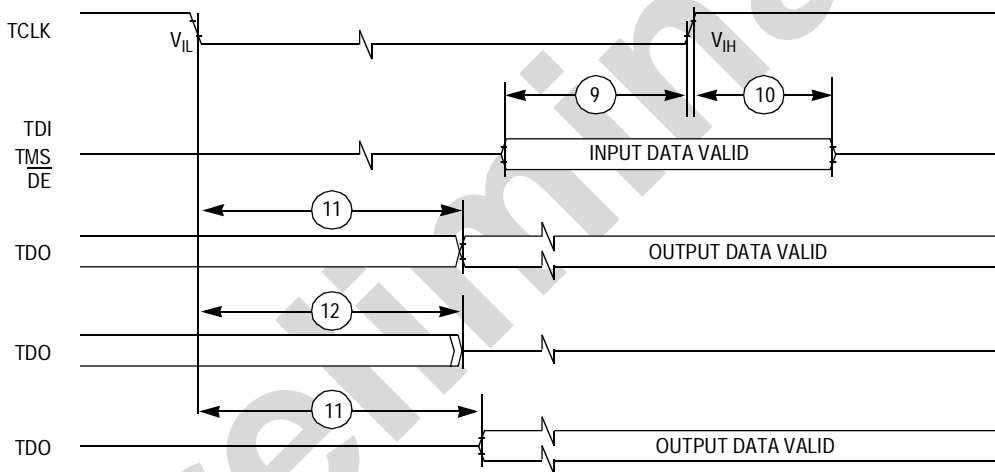 TCLK
VIL
VIH
9
10
TDI
TMS
DE
INPUT DATA VALID
11
TDO
OUTPUT DATA VALID
12
TDO
11
TDO
OUTPUT DATA VALID